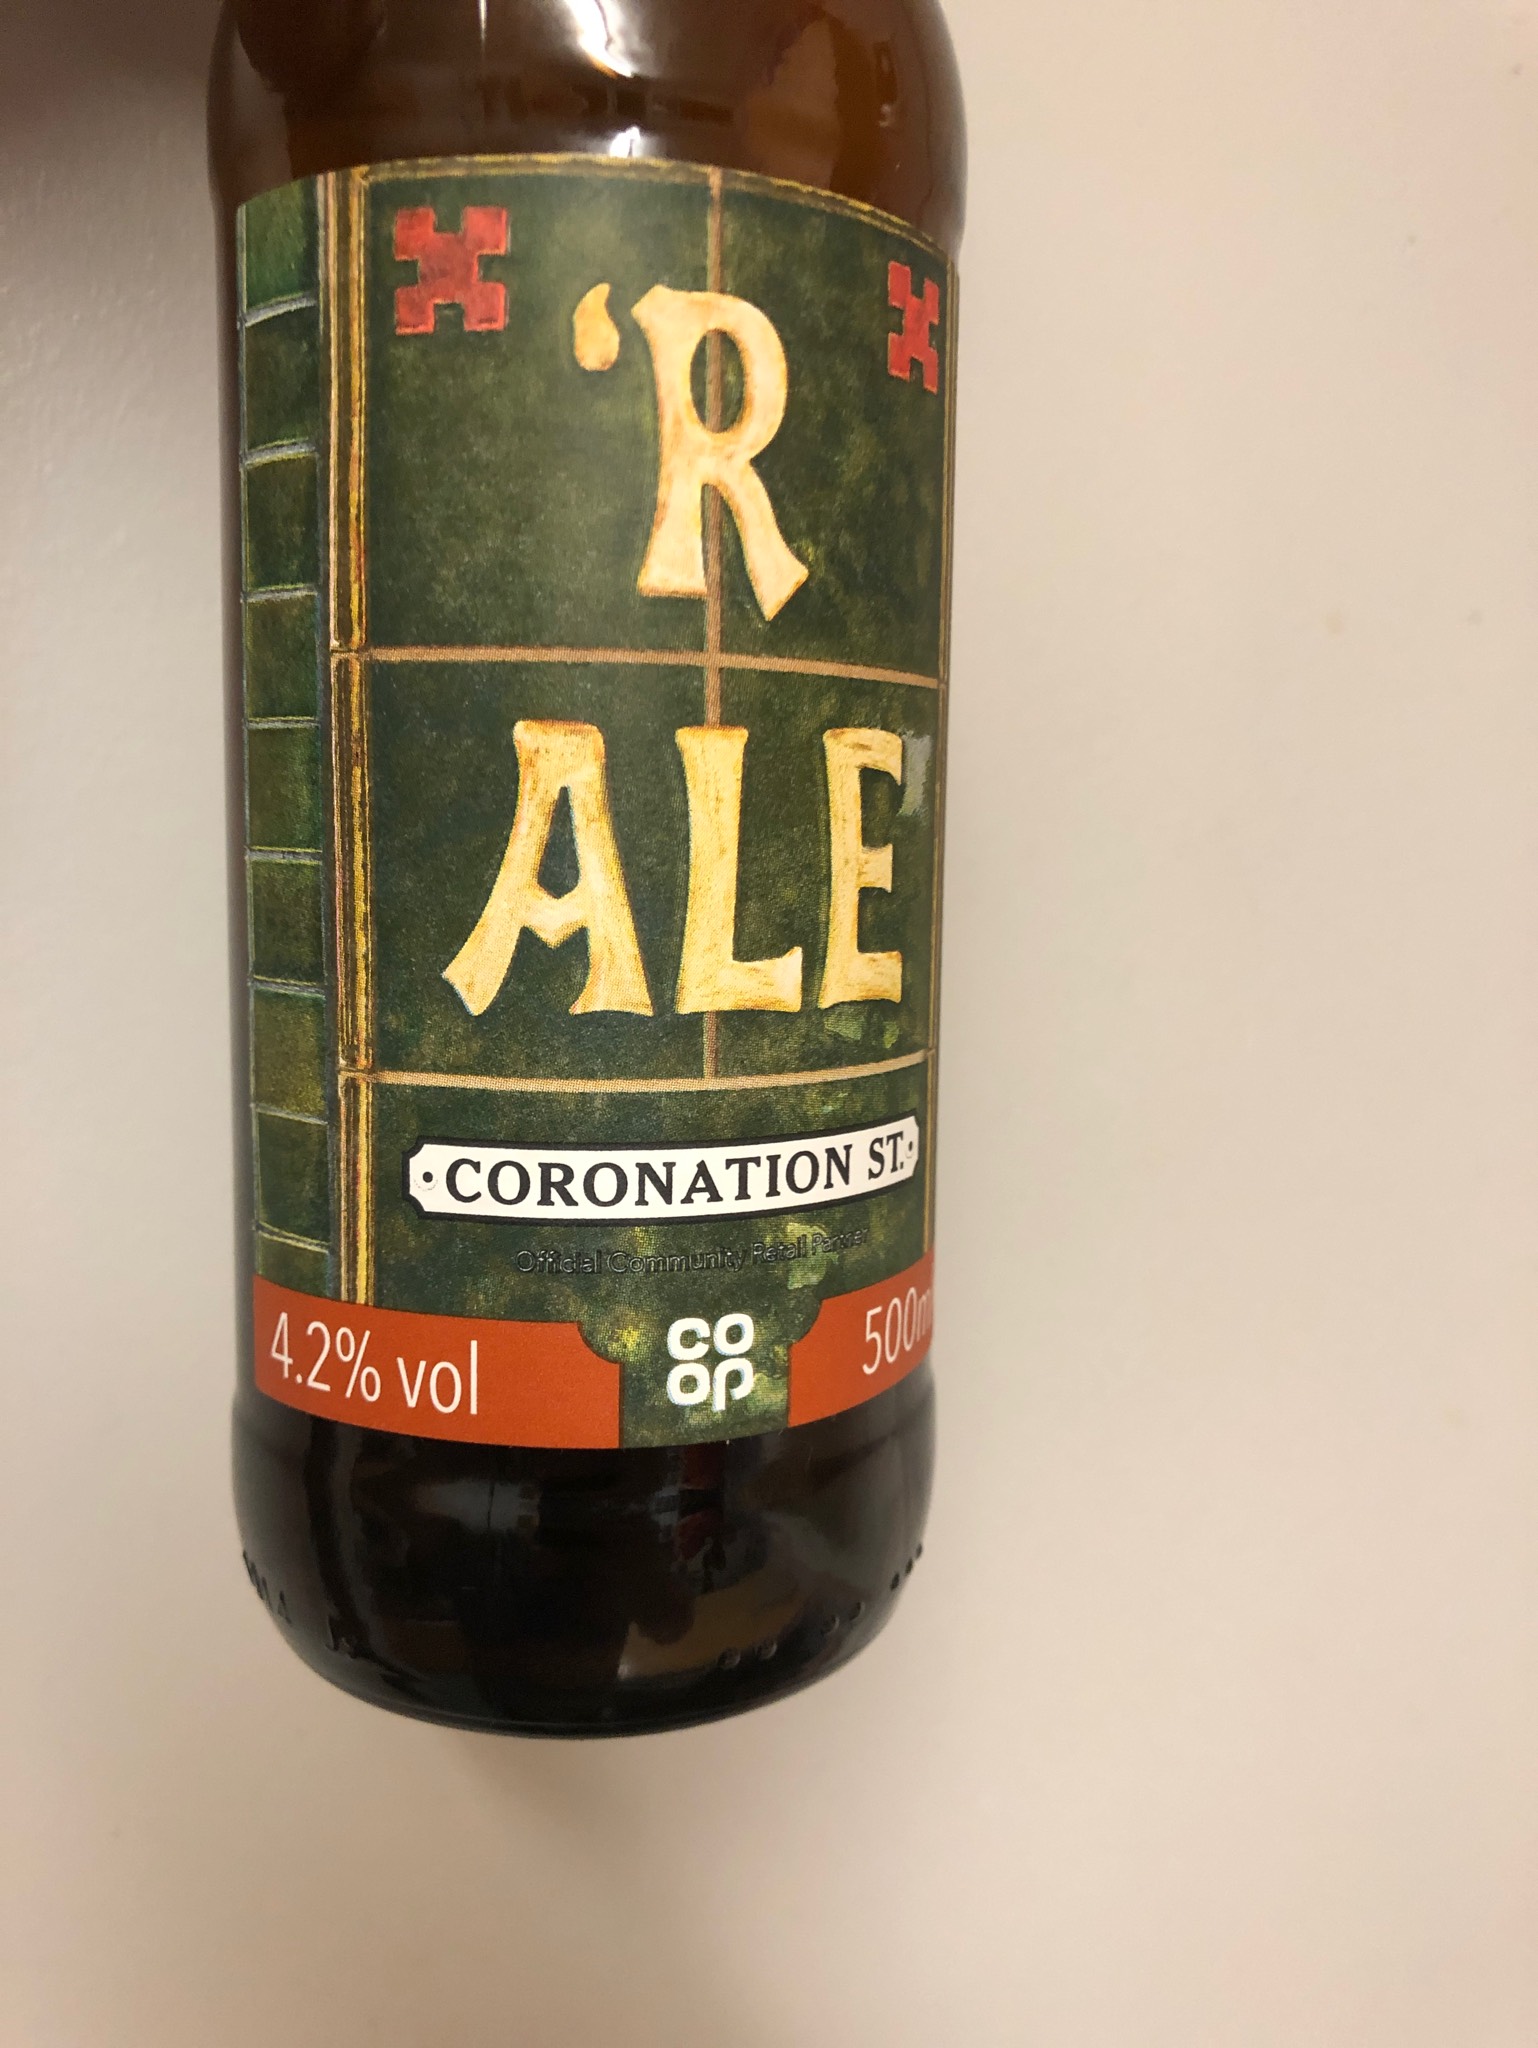 ‘R
ALE
CORONATION ST.
Official Community Retail Partner
4.2% vol
co
op
500m